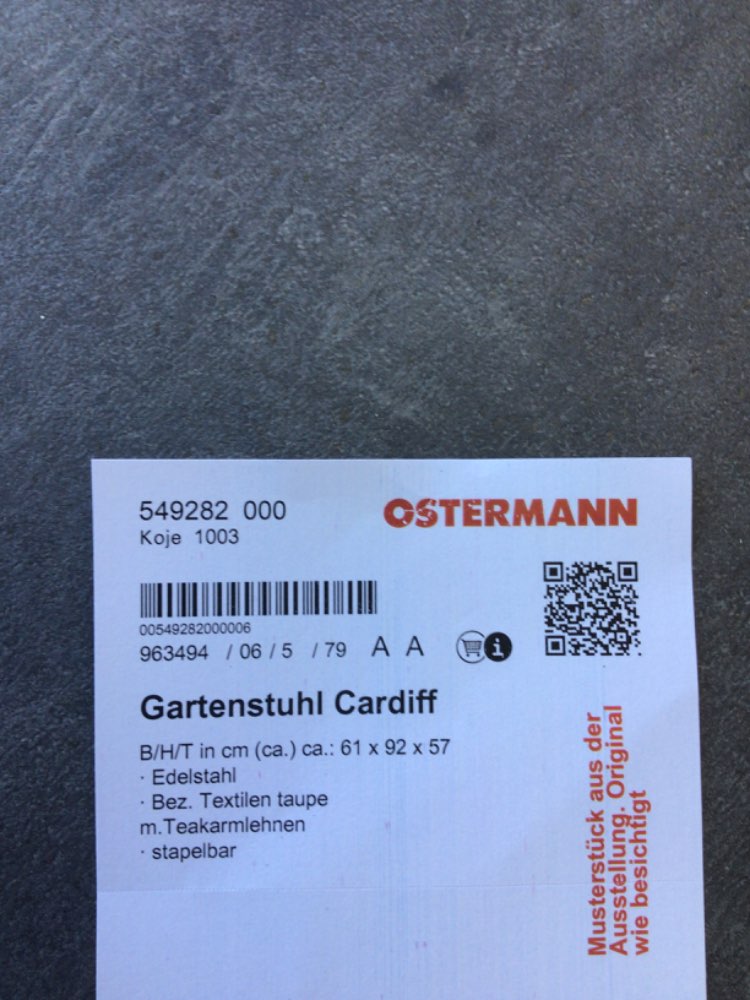 549282 000
Koje 1003
OSTERMANN
00549282000006
963494 / 06 / 5 / 79 A A
Gartenstuhl Cardiff
B/H/T in cm (ca.) ca.: 61 x 92 x 57
· Edelstahl
· Bez. Textilen taupe
m.Teakarmlehnen
· stapelbar
Musterstück aus der
Ausstellung. Original
wie besichtigt